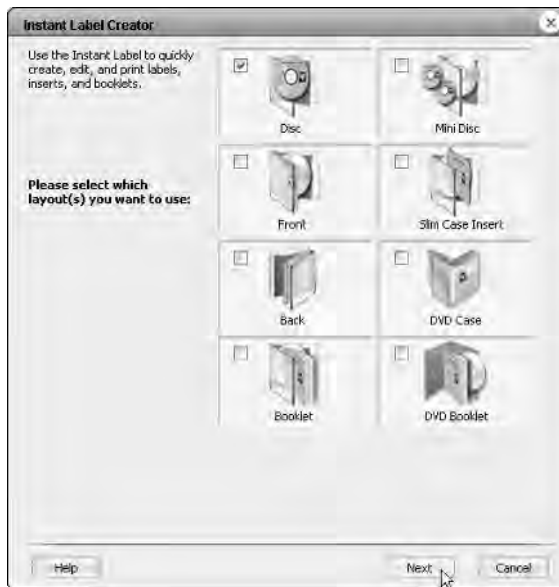 Instant Label Creator
Use the Instant Label to quickly
create, edit, and print labels,
inserts, and booklets.
Please select which
layout(s) you want to use:
Disc
Mini Disc
Front
Slim Case Insert
Back
DVD Case
Booklet
DVD Booklet
Help
Next
Cancel